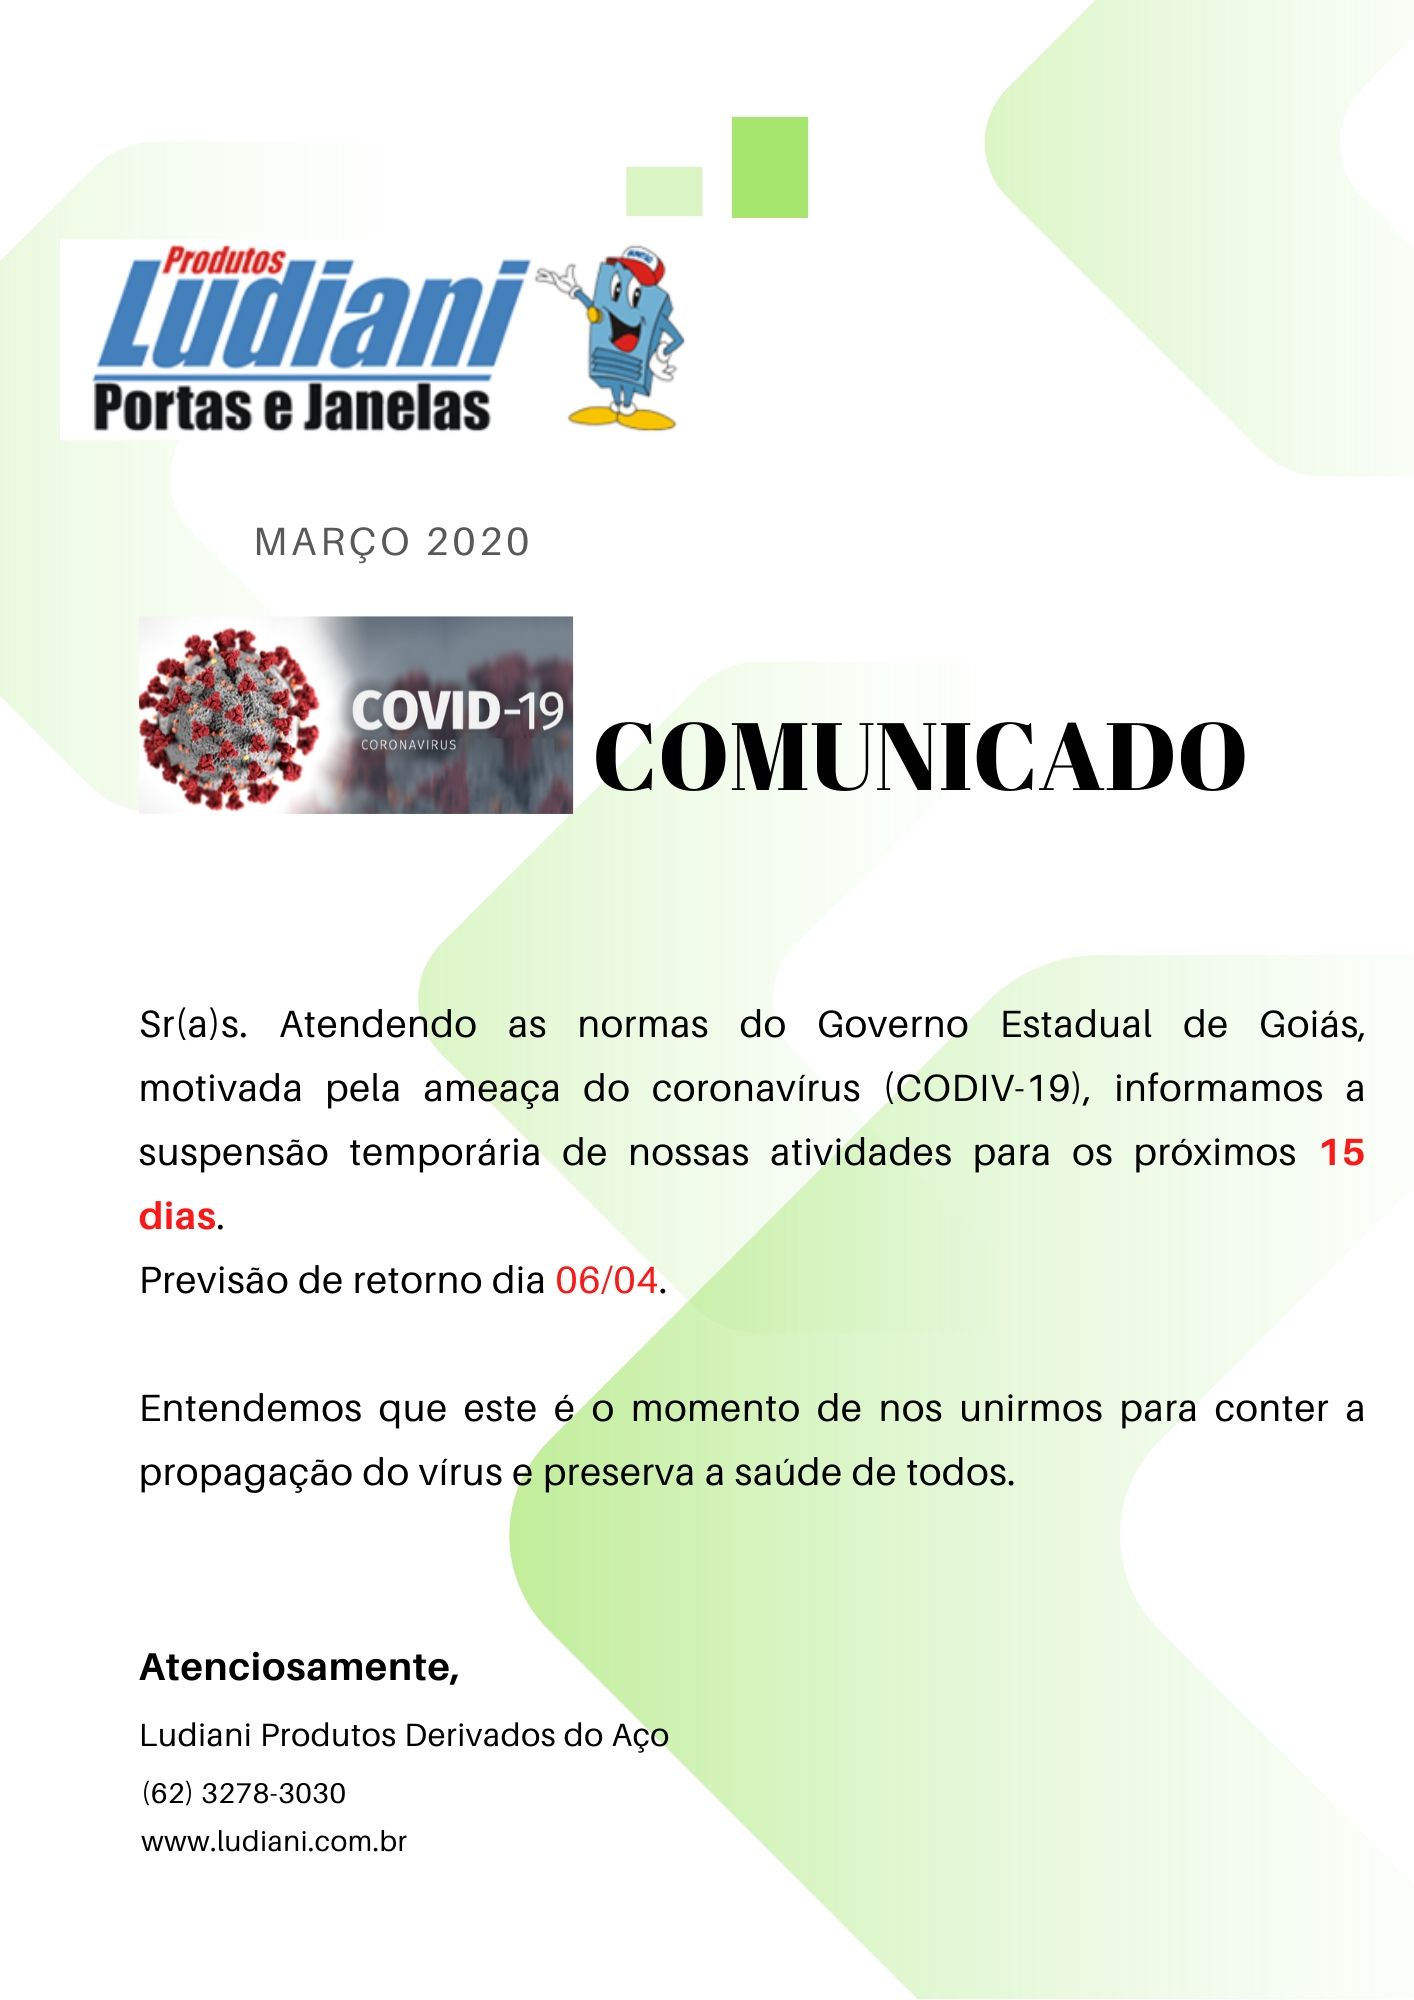 Produtos
Ludiani
Portas e Janelas
MARÇO 2020
COVID-19
CORONAVIRUS
COMUNICADO
Sr(a)s. Atendendo as normas do Governo Estadual de Goiás,
motivada pela ameaça do coronavírus (CODIV-19), informamos a
suspensão temporária de nossas atividades para os próximos 15
dias.
Previsão de retorno dia 06/04.
Entendemos que este é o momento de nos unirmos para conter a
propagação do vírus e preserva a saúde de todos.
Atenciosamente,
Ludiani Produtos Derivados do Aço
(62) 3278-3030
www.ludiani.com.br